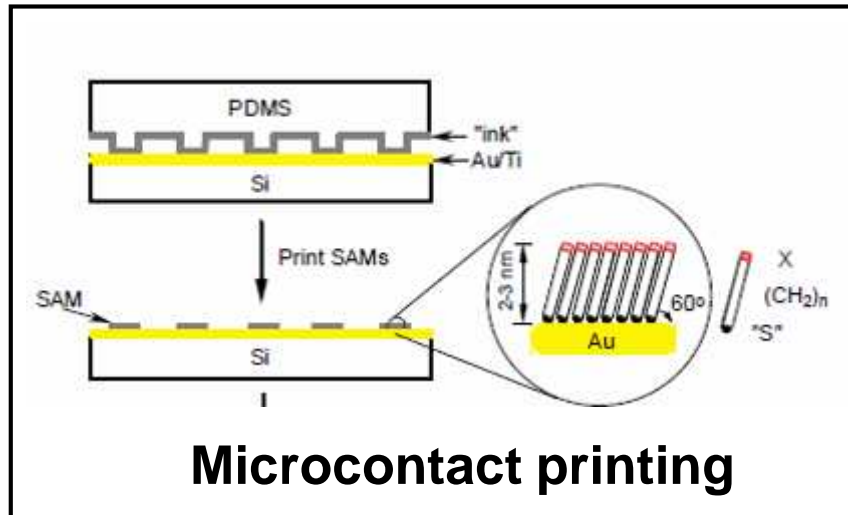 PDMS
"ink"
Au/Ti
Si
Print SAMs
SAM
Si
2-3 nm
60º
Au
X
(CH2)n
"S"
Microcontact printing